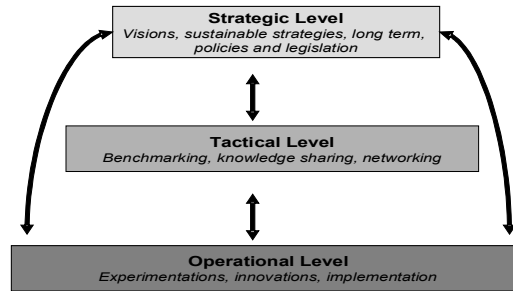 Strategic Level
Visions, sustainable strategies, long term,
policies and legislation
Tactical Level
Benchmarking, knowledge sharing, networking
Operational Level
Experimentations, innovations, implementation